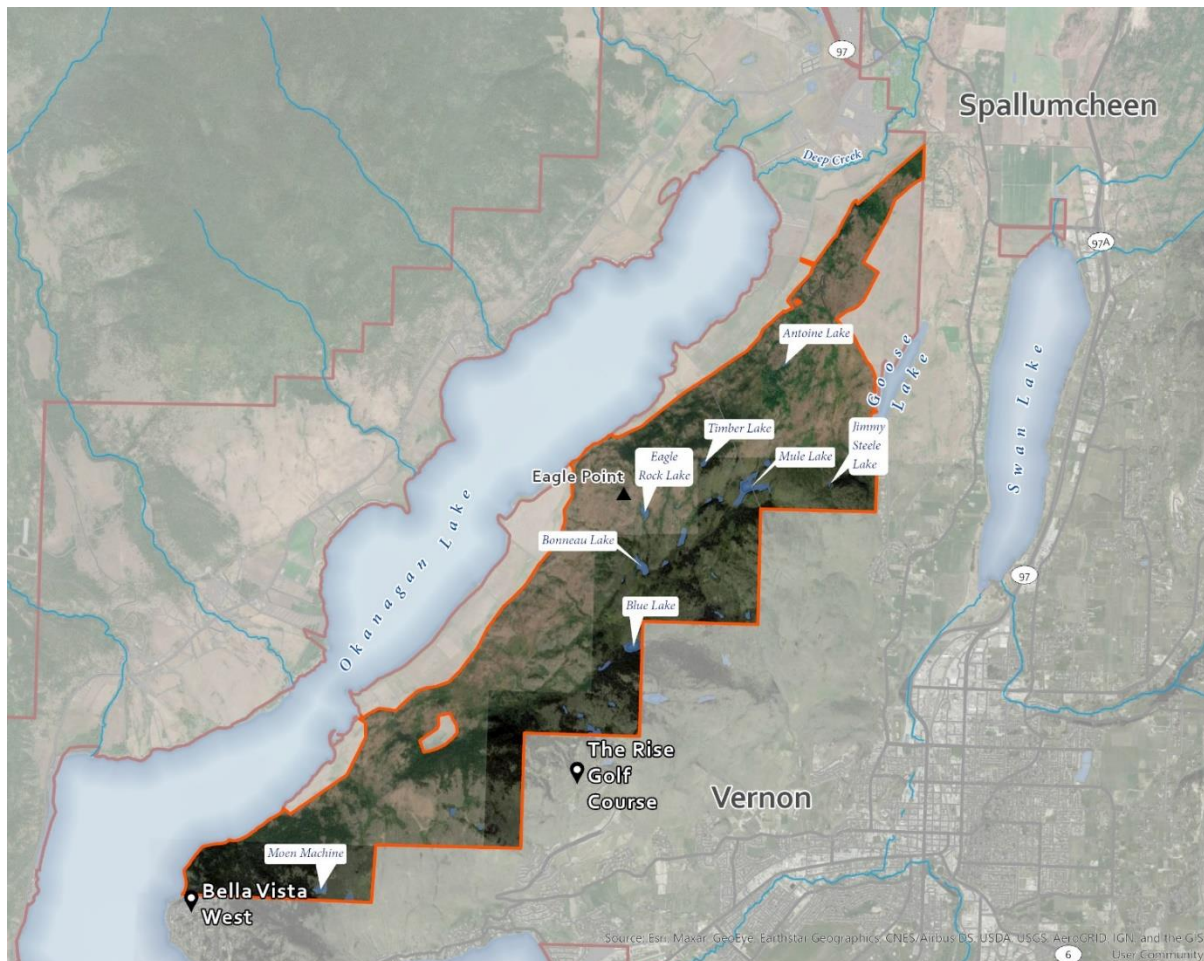 97
Spallumcheen
Deep Creek
97A
Antoine Lake
Goose
Lake
Swan Lake
Timber Lake
Jimmy
Steele
Lake
Eagle
Rock Lake
Mule Lake
Eagle Point
Okanagan Lake
Bonneau Lake
97
Blue Lake
The Rise
Golf
Course
Vernon
Moen Machine
Bella Vista
West
Source: Esri, Maxar, GeoEye, Earthstar Geographics, CNES/Airbus DS, USDA, USGS, AeroGRID, IGN, and the GIS
User Community
6